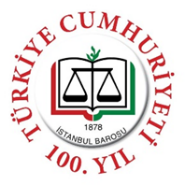 TÜRKİYE CUMHURİYETİ
1878
İSTANBUL BAROSU
100. YIL